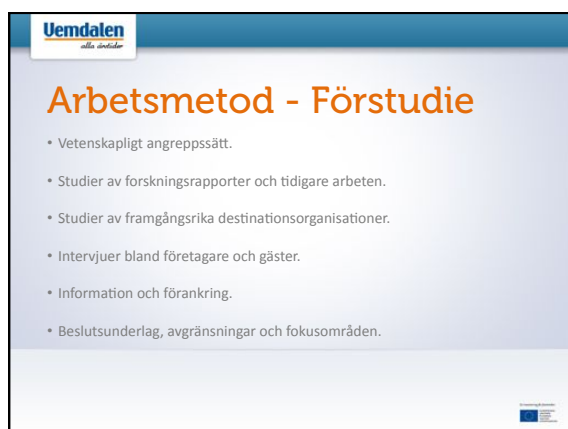 Vemdalen
alla årstider
Arbetsmetod - Förstudie
• Vetenskapligt angreppssätt.
• Studier av forskningsrapporter och tidigare arbeten.
• Studier av framgångsrika destinationsorganisationer.
• Intervjuer bland företagare och gäster.
• Information och förankring.
• Beslutsunderlag, avgränsningar och fokusområden.